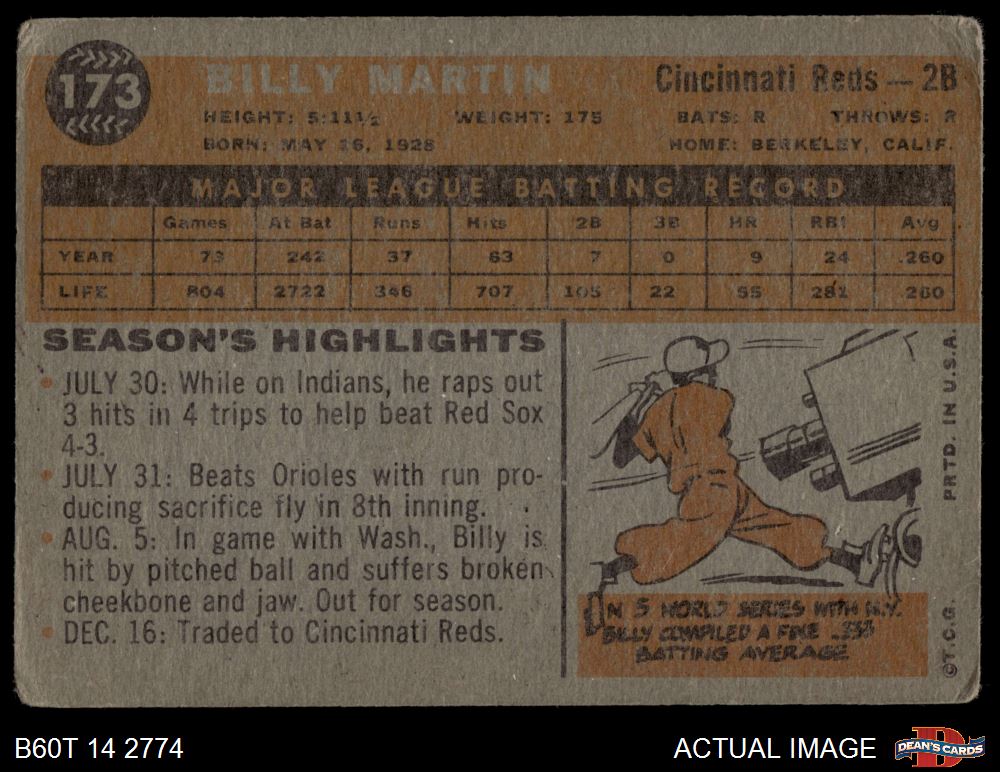 173
BILLY MARTIN
Cincinnati Reds — 2B
HEIGHT: 5:11½ WEIGHT: 175 BATS: R THROWS: R
BORN: MAY 16, 1928 HOME: BERKELEY, CALIF.
MAJOR LEAGUE BATTING RECORD
Games At Bat Runs Hits 2B 3B HR RBI Avg
YEAR 73 242 37 63 7 0 9 24 .260
LIFE 804 2722 346 707 105 22 55 281 .260
SEASON'S HIGHLIGHTS
• JULY 30: While on Indians, he raps out
3 hits in 4 trips to help beat Red Sox
4-3.
• JULY 31: Beats Orioles with run pro-
ducing sacrifice fly in 8th inning.
• AUG. 5: In game with Wash., Billy is
hit by pitched ball and suffers broken
cheekbone and jaw. Out for season.
• DEC. 16: Traded to Cincinnati Reds.
IN 5 WORLD SERIES WITH N.Y.
BILLY COMPILED A FINE .333
BATTING AVERAGE
©T.C.G. PRTD. IN U.S.A.
B60T 14 2774
ACTUAL IMAGE
DEAN'S CARDS